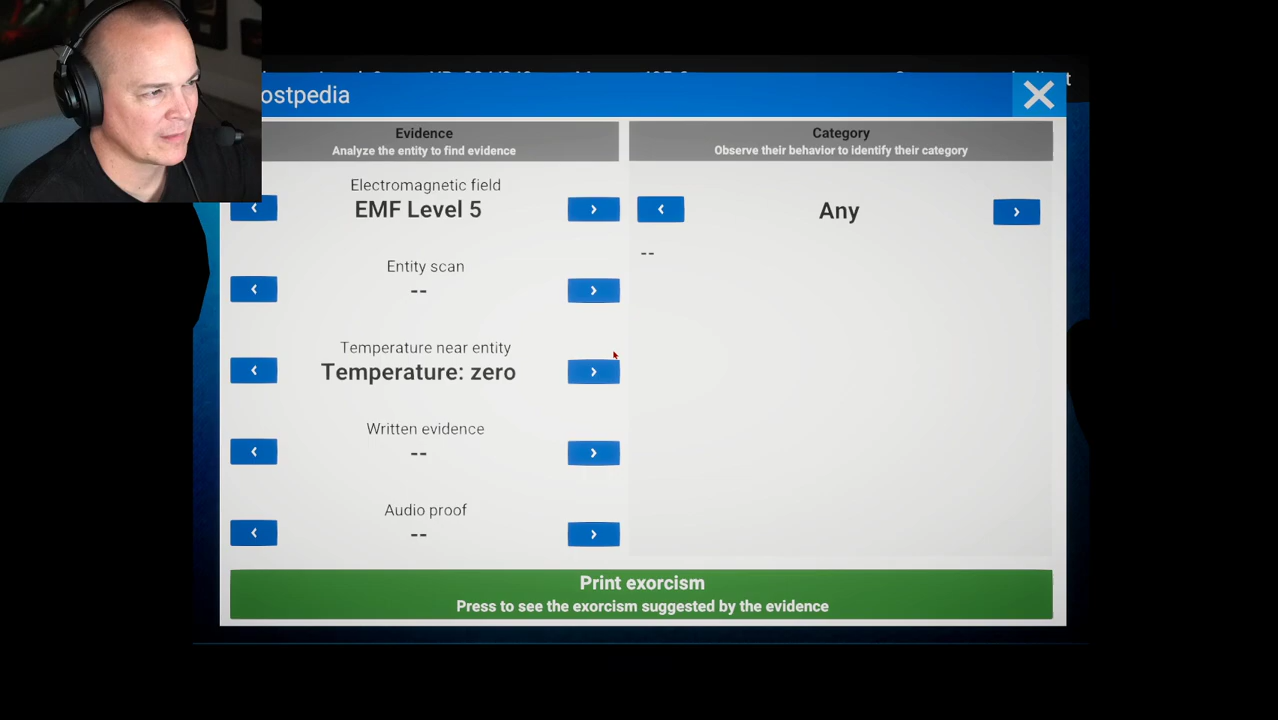 ostpedia
Evidence
Analyze the entity to find evidence
Category
Observe their behavior to identify their category
Electromagnetic field
EMF Level 5
Any
--
Entity scan
--
Temperature near entity
Temperature: zero
Written evidence
--
Audio proof
--
Print exorcism
Press to see the exorcism suggested by the evidence